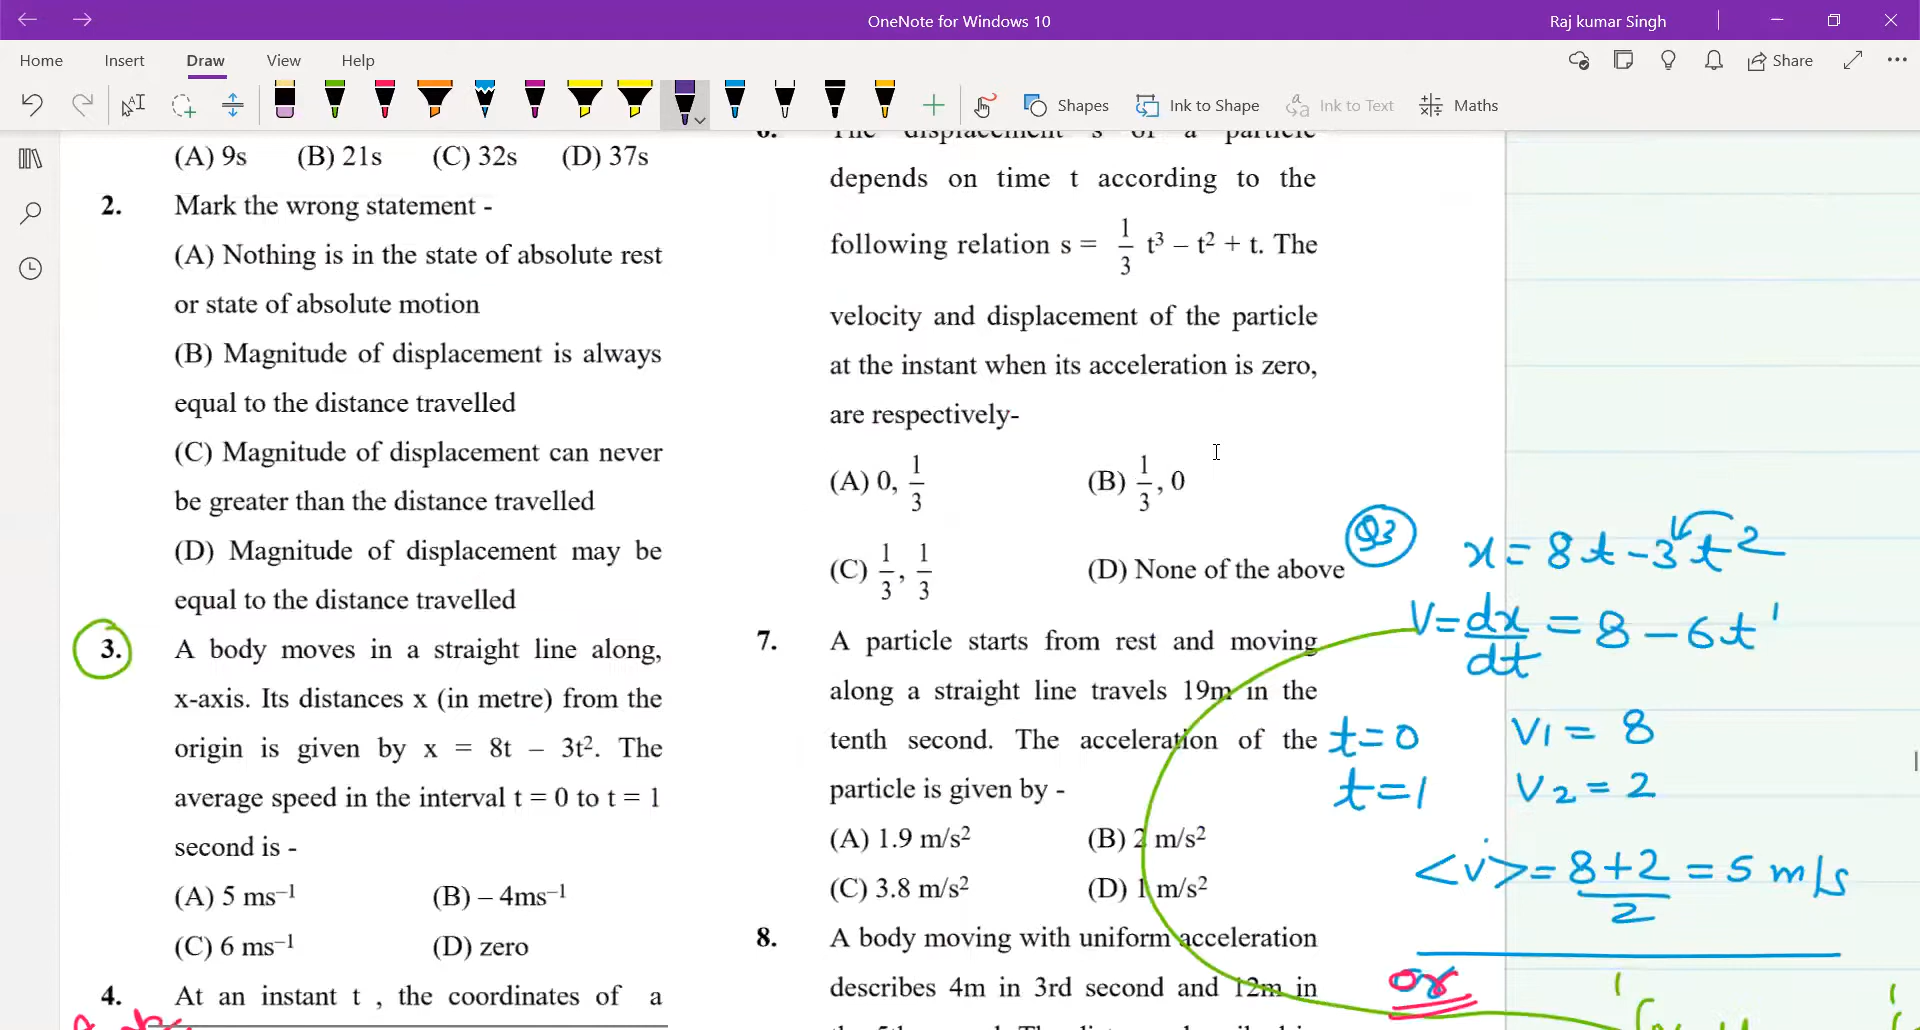 OneNote for Windows 10
Raj kumar Singh
Home Insert Draw View Help
Share
Shapes Ink to Shape Ink to Text Maths
(A) 9s (B) 21s (C) 32s (D) 37s
2. Mark the wrong statement -
(A) Nothing is in the state of absolute rest
or state of absolute motion
(B) Magnitude of displacement is always
equal to the distance travelled
(C) Magnitude of displacement can never
be greater than the distance travelled
(D) Magnitude of displacement may be
equal to the distance travelled
3. A body moves in a straight line along,
x-axis. Its distances x (in metre) from the
origin is given by x = 8t – 3t². The
average speed in the interval t = 0 to t = 1
second is -
(A) 5 ms⁻¹ (B) – 4ms⁻¹
(C) 6 ms⁻¹ (D) zero
4. At an instant t , the coordinates of a
6. The displacement s of a particle
depends on time t according to the
following relation s = 1/3 t³ – t² + t. The
velocity and displacement of the particle
at the instant when its acceleration is zero,
are respectively-
(A) 0, 1/3 (B) 1/3, 0
(C) 1/3, 1/3 (D) None of the above
7. A particle starts from rest and moving
along a straight line travels 19m in the
tenth second. The acceleration of the
particle is given by -
(A) 1.9 m/s² (B) 2 m/s²
(C) 3.8 m/s² (D) 1 m/s²
8. A body moving with uniform acceleration
describes 4m in 3rd second and 12m in
Q3 x = 8t – 3t²
V = dx/dt = 8 – 6t¹
t=0 V1 = 8
t=1 V2 = 2
<v> = 8+2/2 = 5 m/s
or